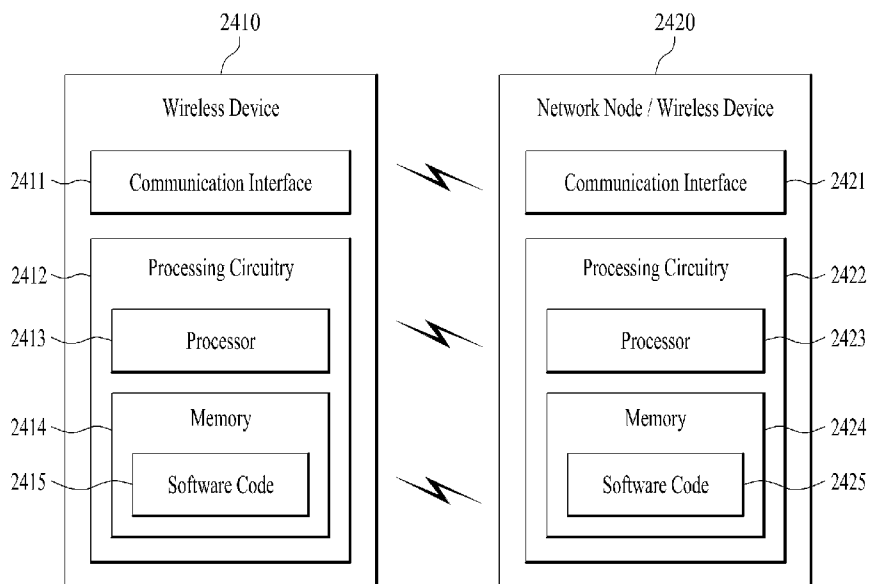 2410
2420
Wireless Device
Network Node / Wireless Device
2411
Communication Interface
Communication Interface
2421
2412
Processing Circuitry
Processing Circuitry
2422
2413
Processor
Processor
2423
2414
Memory
Memory
2424
2415
Software Code
Software Code
2425